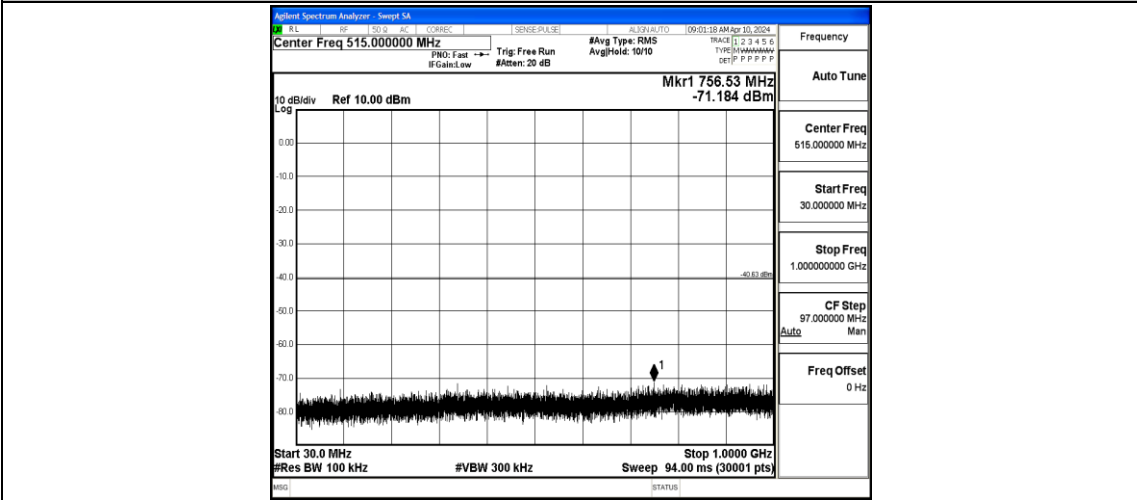 Agilent Spectrum Analyzer - Swept SA
RL RF 50 Ω AC CORREC SENSE:PULSE ALIGN AUTO 09:01:18 AM Apr 10, 2024
Center Freq 515.000000 MHz
PNO: Fast
IFGain:Low
Trig: Free Run
#Atten: 20 dB
#Avg Type: RMS
Avg|Hold: 10/10
TRACE 1 2 3 4 5 6
TYPE M WWWWW
DET P P P P P P
Mkr1 756.53 MHz
-71.184 dBm
10 dB/div Ref 10.00 dBm
Log
0.00
-10.0
-20.0
-30.0
-40.0
-50.0
-60.0
-70.0
-80.0
-40.63 dBm
1
Start 30.0 MHz Stop 1.0000 GHz
#Res BW 100 kHz #VBW 300 kHz Sweep 94.00 ms (30001 pts)
MSG STATUS
Frequency
Auto Tune
Center Freq
515.000000 MHz
Start Freq
30.000000 MHz
Stop Freq
1.000000000 GHz
CF Step
97.000000 MHz
Auto Man
Freq Offset
0 Hz